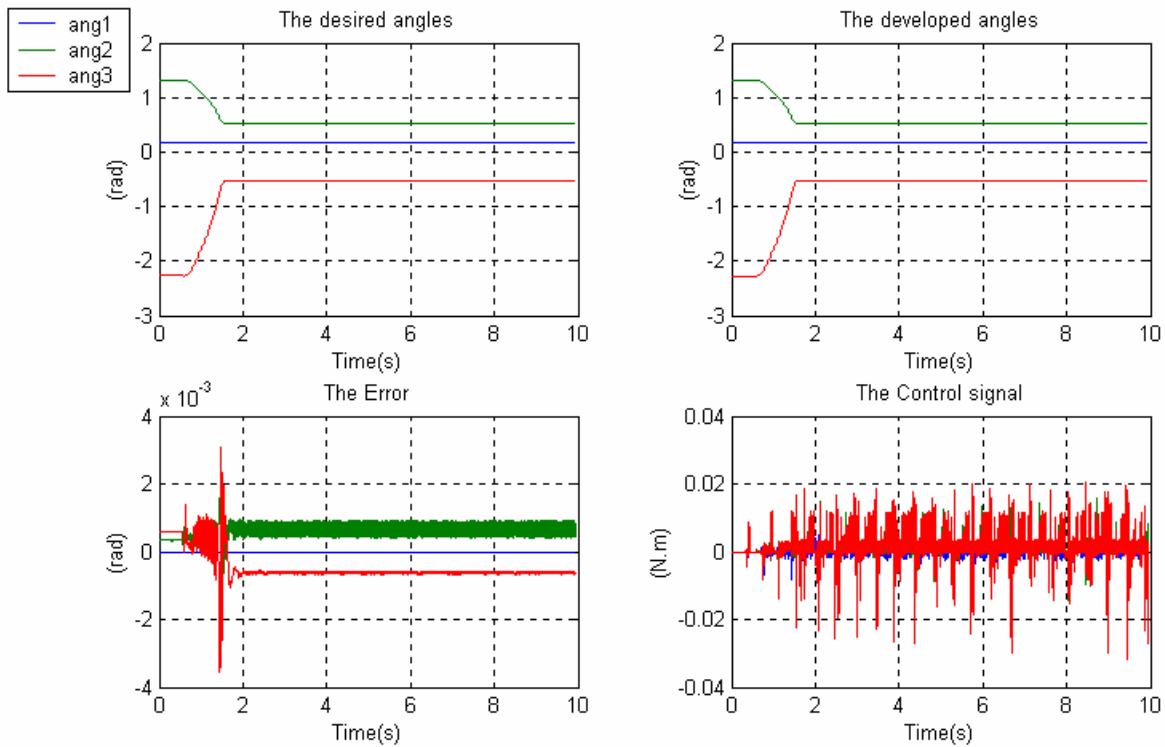 ang1
ang2
ang3
The desired angles
2
1
0
-1
-2
-3
(rad)
0 2 4 6 8 10
Time(s)
The developed angles
2
1
0
-1
-2
-3
(rad)
0 2 4 6 8 10
Time(s)
The Error
x 10^-3
4
2
0
-2
-4
(rad)
0 2 4 6 8 10
Time(s)
The Control signal
0.04
0.02
0
-0.02
-0.04
(N.m)
0 2 4 6 8 10
Time(s)